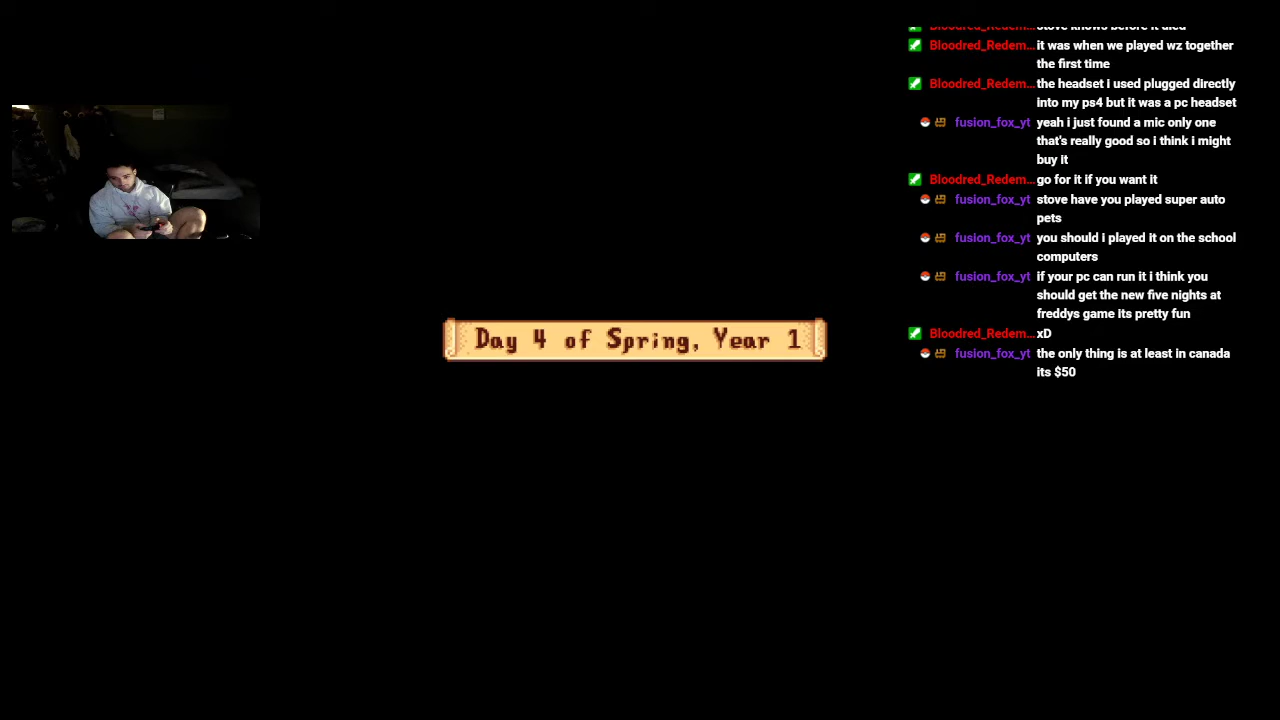 stove knows before it died
Bloodred_Redem... it was when we played wz together
the first time
Bloodred_Redem... the headset i used plugged directly
into my ps4 but it was a pc headset
fusion_fox_yt yeah i just found a mic only one
that's really good so i think i might
buy it
Bloodred_Redem... go for it if you want it
fusion_fox_yt stove have you played super auto
pets
fusion_fox_yt you should i played it on the school
computers
fusion_fox_yt if your pc can run it i think you
should get the new five nights at
freddys game its pretty fun
Bloodred_Redem... xD
fusion_fox_yt the only thing is at least in canada
its $50
Day 4 of Spring, Year 1